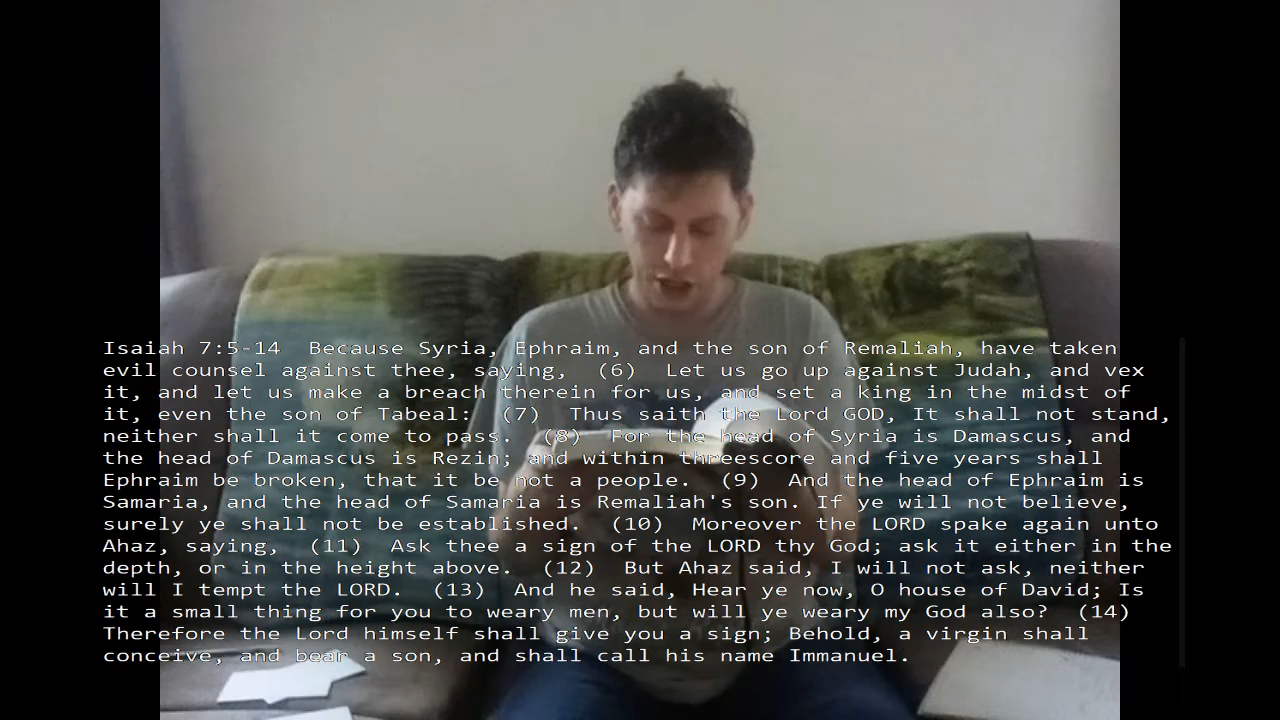 Isaiah 7:5-14  Because Syria, Ephraim, and the son of Remaliah, have taken
evil counsel against thee, saying,  (6)  Let us go up against Judah, and vex
it, and let us make a breach therein for us, and set a king in the midst of
it, even the son of Tabeal:  (7)  Thus saith the Lord GOD, It shall not stand,
neither shall it come to pass.  (8)  For the head of Syria is Damascus, and
the head of Damascus is Rezin; and within threescore and five years shall
Ephraim be broken, that it be not a people.  (9)  And the head of Ephraim is
Samaria, and the head of Samaria is Remaliah's son. If ye will not believe,
surely ye shall not be established.  (10)  Moreover the LORD spake again unto
Ahaz, saying,  (11)  Ask thee a sign of the LORD thy God; ask it either in the
depth, or in the height above.  (12)  But Ahaz said, I will not ask, neither
will I tempt the LORD.  (13)  And he said, Hear ye now, O house of David; Is
it a small thing for you to weary men, but will ye weary my God also?  (14)
Therefore the Lord himself shall give you a sign; Behold, a virgin shall
conceive, and bear a son, and shall call his name Immanuel.